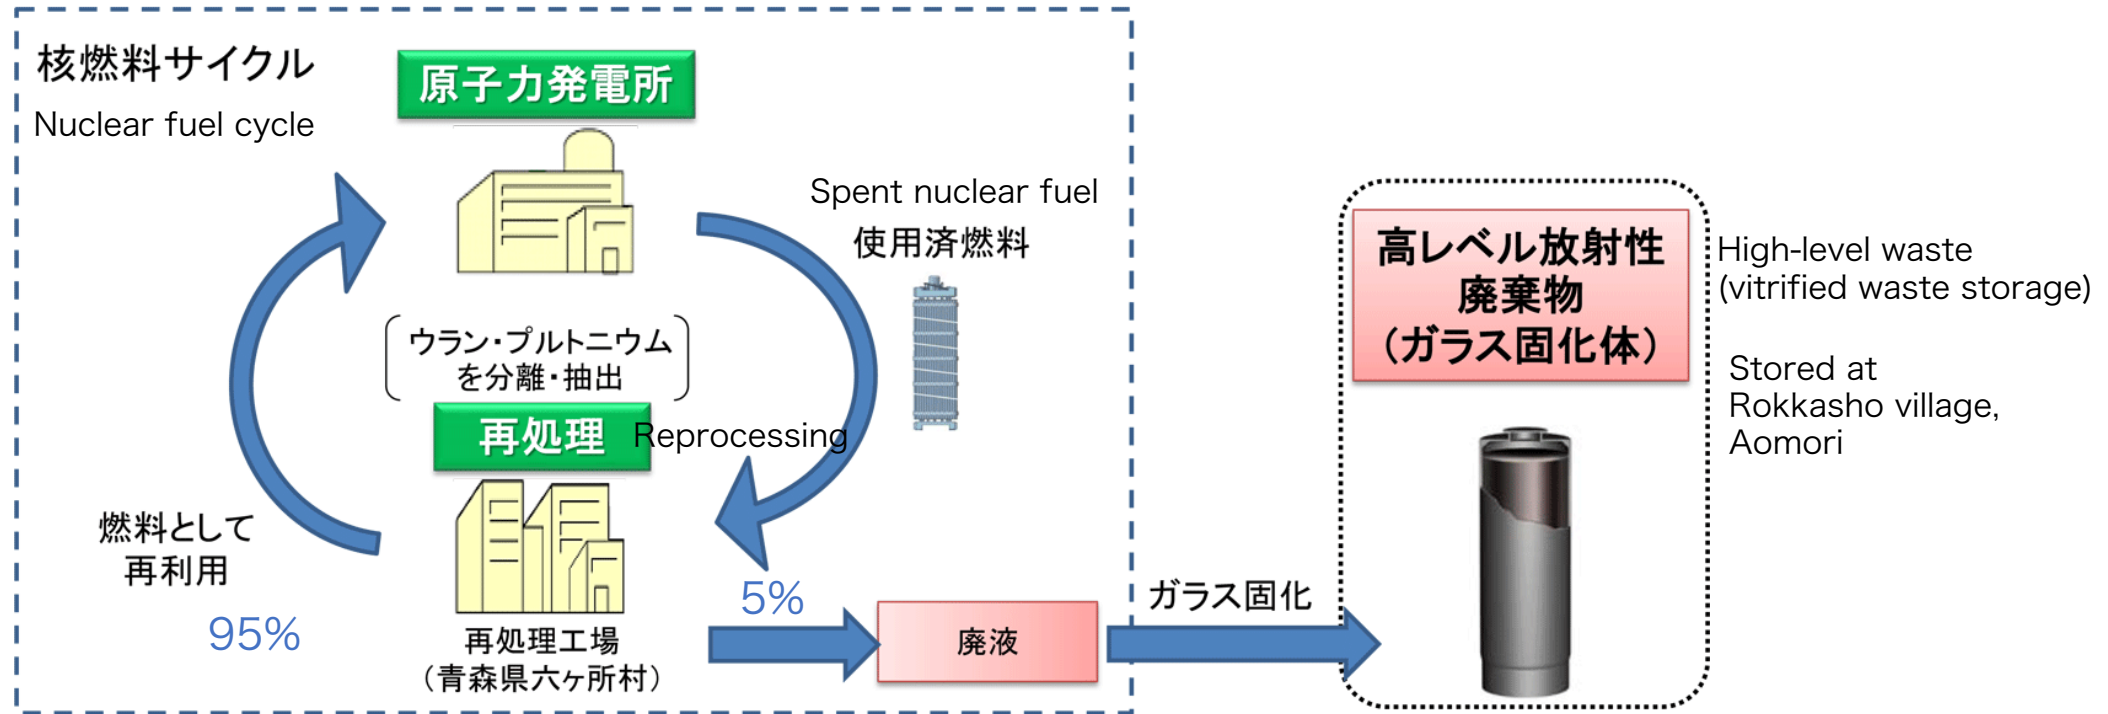 核燃料サイクル
Nuclear fuel cycle
原子力発電所
Spent nuclear fuel
使用済燃料
ウラン・プルトニウム
を分離・抽出
再処理
Reprocessing
燃料として
再利用
95%
再処理工場
（青森県六ヶ所村）
5%
廃液
ガラス固化
高レベル放射性
廃棄物
（ガラス固化体）
High-level waste
(vitrified waste storage)
Stored at
Rokkasho village,
Aomori